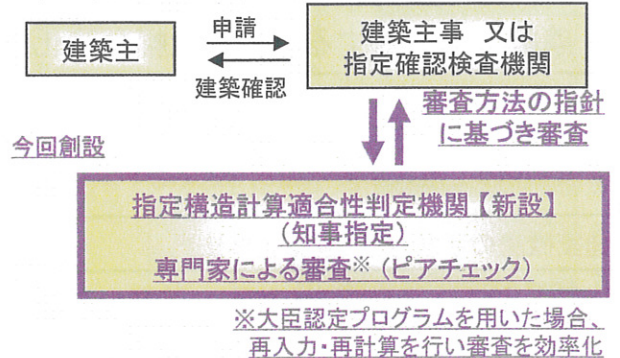 建築主
申請
建築確認
建築主事 又は
指定確認検査機関
審査方法の指針
に基づき審査
今回創設
指定構造計算適合性判定機関【新設】
(知事指定)
専門家による審査※(ピアチェック)
※大臣認定プログラムを用いた場合、
再入力・再計算を行い審査を効率化